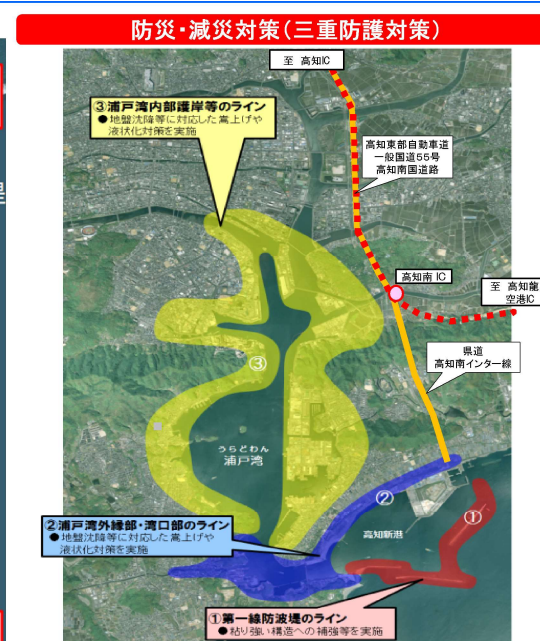 防災・減災対策（三重防護対策）
至 高知IC
③浦戸湾内部護岸等のライン
●地盤沈降等に対応した嵩上げや
液状化対策を実施
高知東部自動車道
一般国道55号
高知南国道路
高知南 IC
至 高知龍
空港IC
県道
高知南インター線
③
うらどわん
浦戸湾
②
①
②浦戸湾外縁部・湾口部のライン
●地盤沈降等に対応した嵩上げや
液状化対策を実施
高知新港
①第一線防波堤のライン
●粘り強い構造への補強等を実施